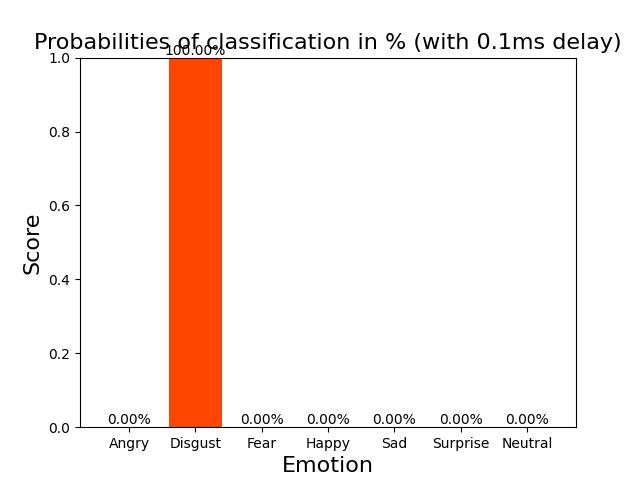 Probabilities of classification in % (with 0.1ms delay)
100.00%
1.0
0.8
0.6
0.4
0.2
0.0
Score
0.00% 0.00% 0.00% 0.00% 0.00% 0.00%
Angry Disgust Fear Happy Sad Surprise Neutral
Emotion